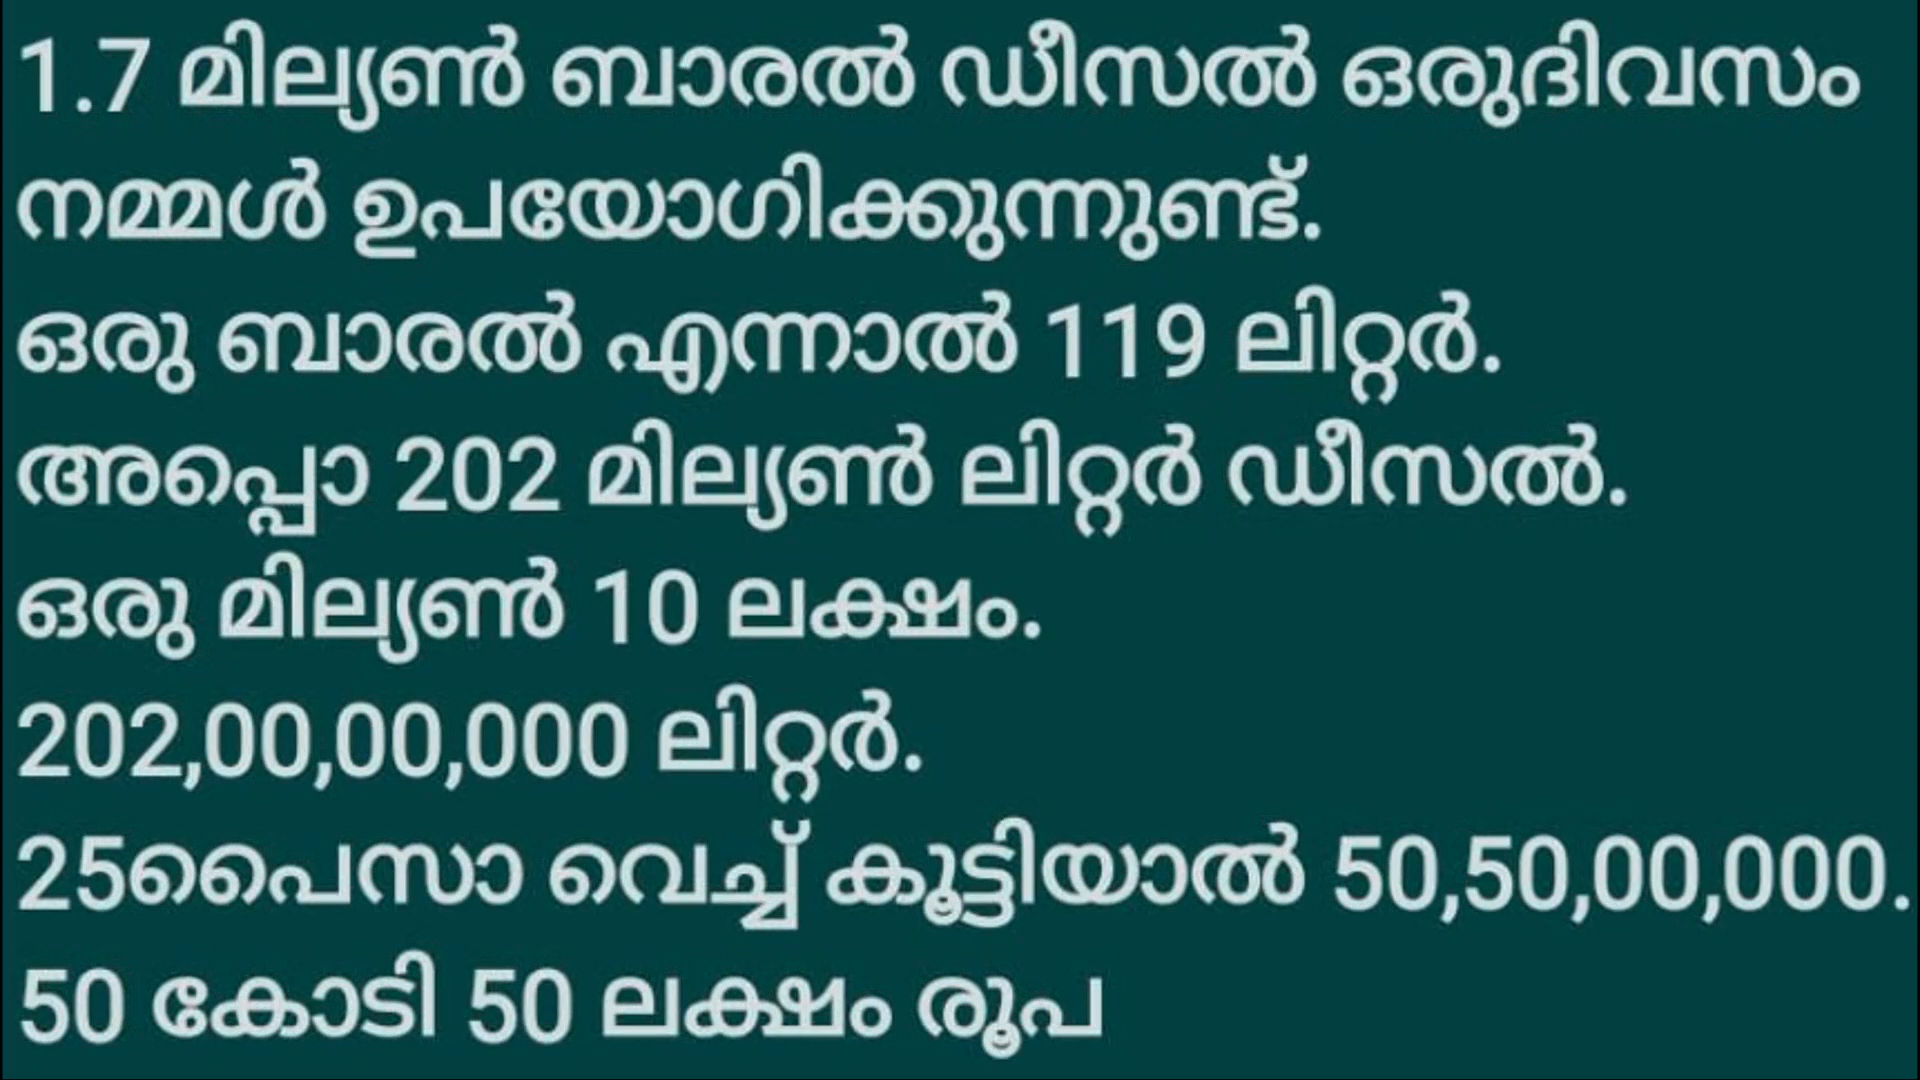 1.7 മില്യൺ ബാരൽ ഡീസൽ ഒരുദിവസം
നമ്മൾ ഉപയോഗിക്കുന്നുണ്ട്.
ഒരു ബാരൽ എന്നാൽ 119 ലിറ്റർ.
അപ്പൊ 202 മില്യൺ ലിറ്റർ ഡീസൽ.
ഒരു മില്യൺ 10 ലക്ഷം.
202,00,00,000 ലിറ്റർ.
25പൈസാ വെച്ച് കൂട്ടിയാൽ 50,50,00,000.
50 കോടി 50 ലക്ഷം രൂപ